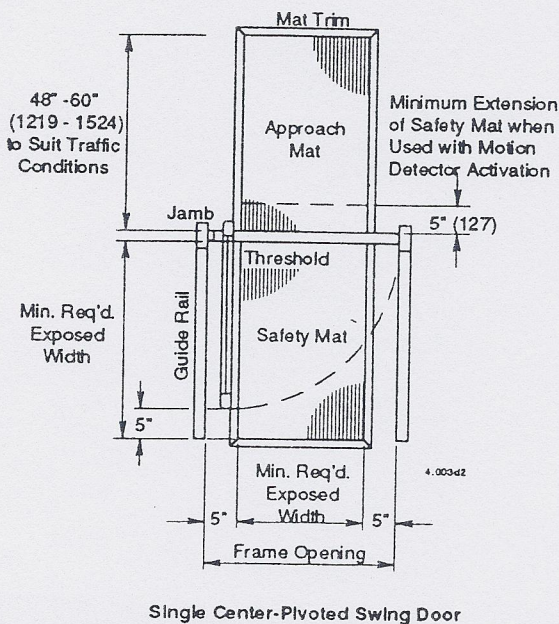 Mat Trim
48" -60"
(1219 - 1524)
to Suit Traffic
Conditions
Approach
Mat
Minimum Extension
of Safety Mat when
Used with Motion
Detector Activation
5" (127)
Jamb
Threshold
Min. Req'd.
Exposed
Width
Guide Rail
Safety Mat
5"
Min. Req'd.
Exposed
Width
4.003d2
5"
5"
Frame Opening
Single Center-Pivoted Swing Door